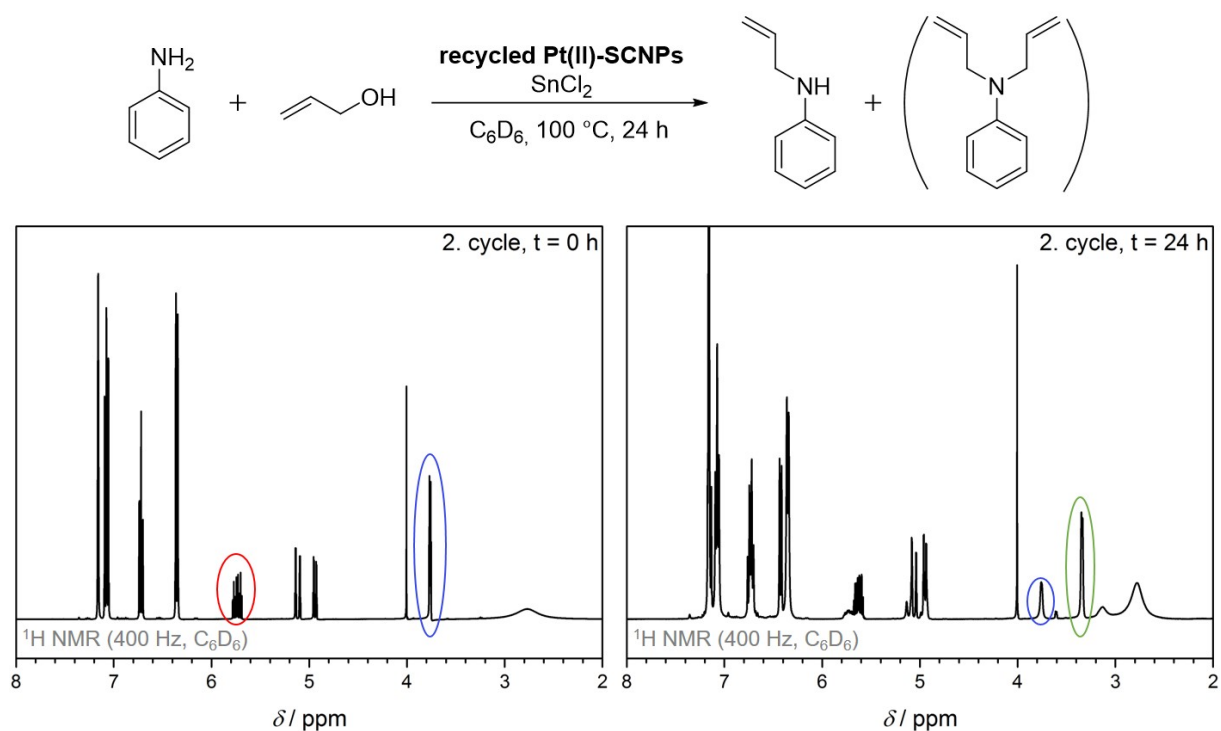 NH2
+
OH
recycled Pt(II)-SCNPs
SnCl2
C6D6, 100 °C, 24 h
NH
+
N
2. cycle, t = 0 h
1H NMR (400 Hz, C6D6)
8 7 6 5 4 3 2
δ / ppm
2. cycle, t = 24 h
1H NMR (400 Hz, C6D6)
8 7 6 5 4 3 2
δ / ppm